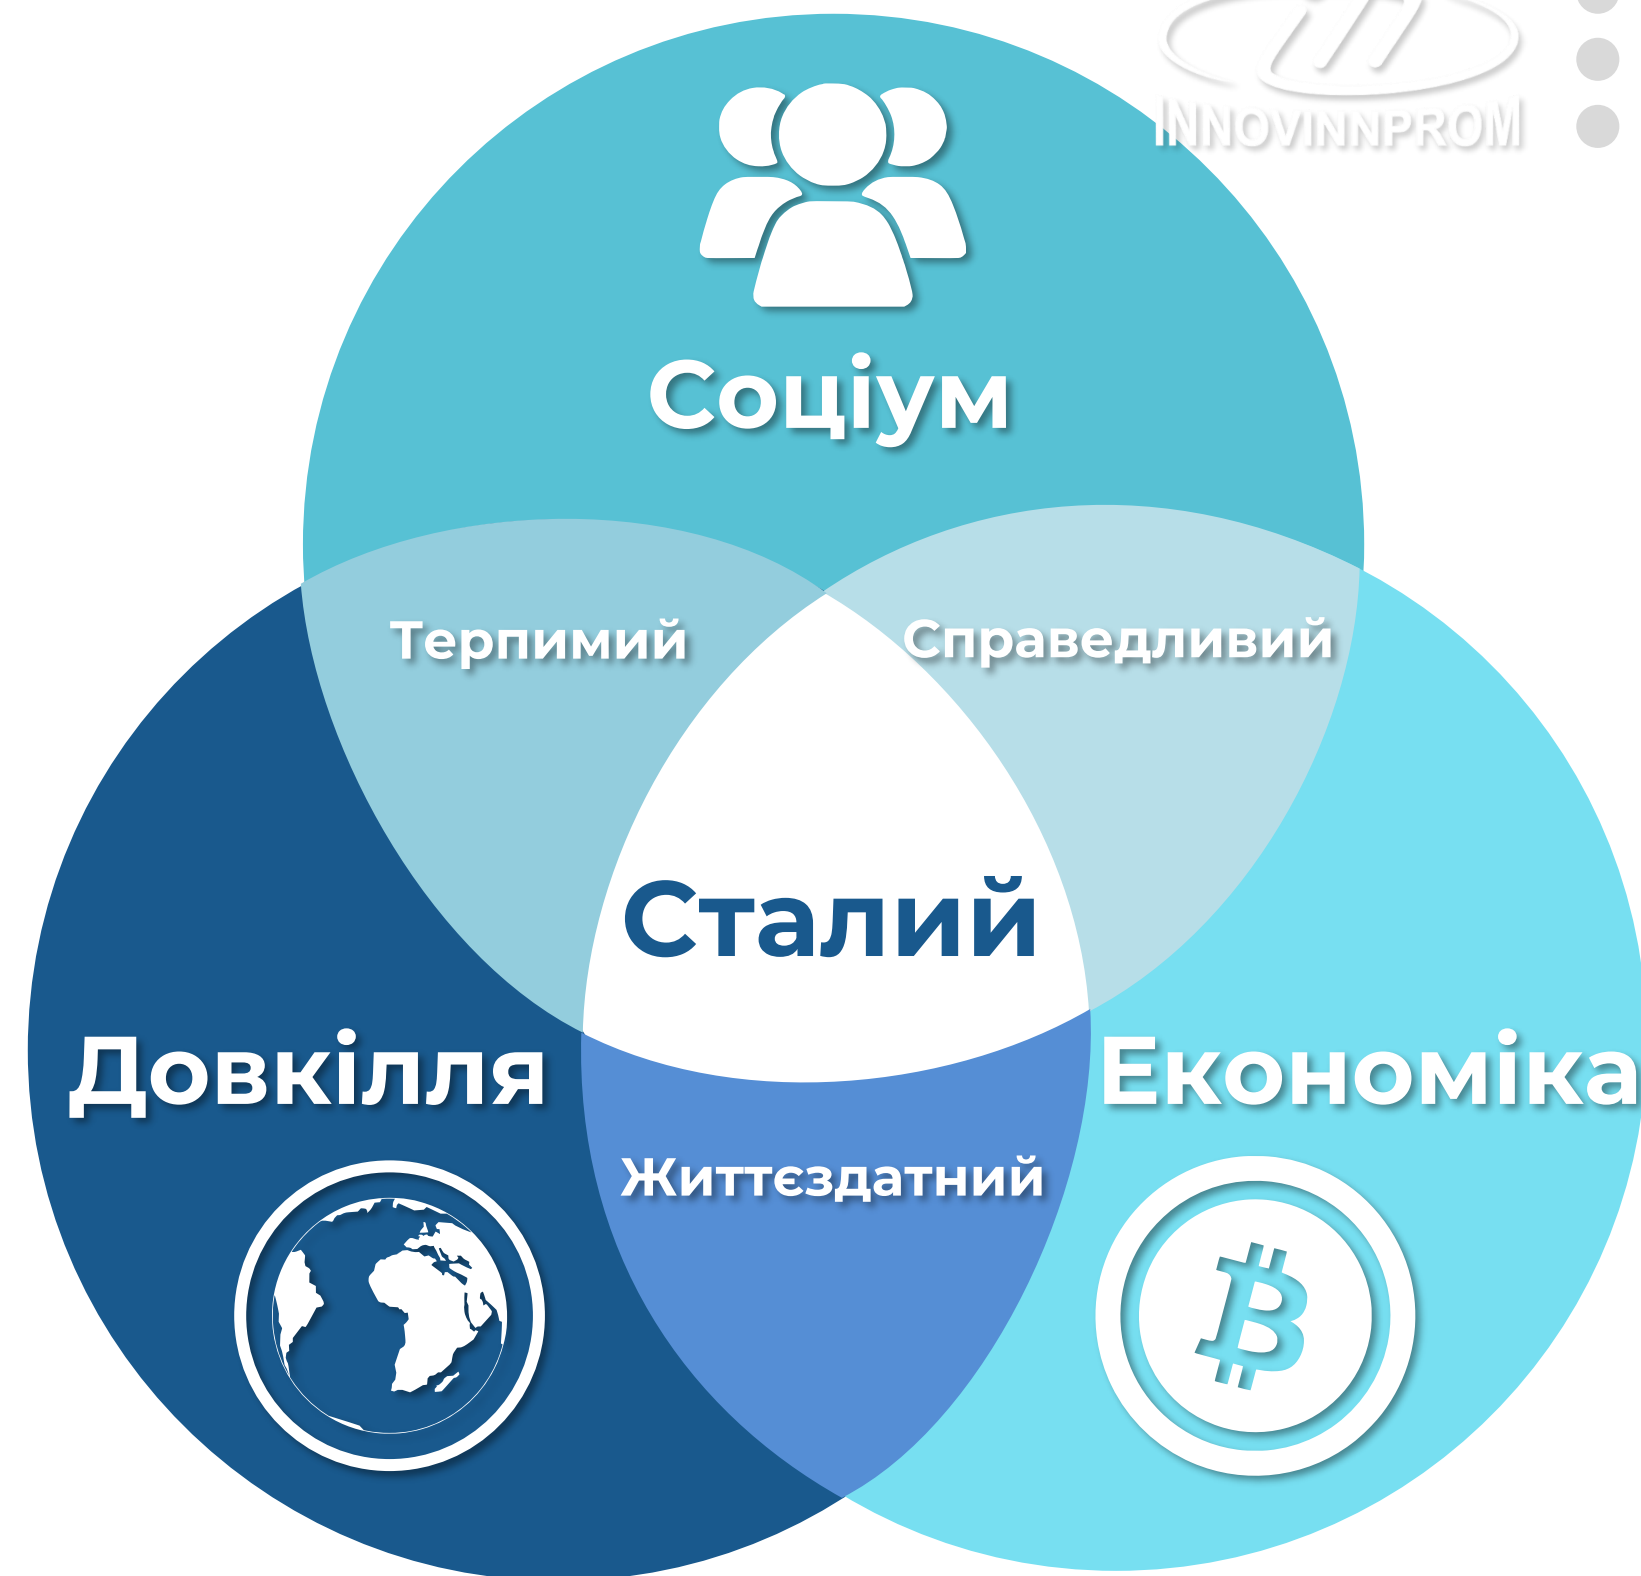 INNOVINNPROM
Соціум
Терпимий
Справедливий
Сталий
Довкілля
Економіка
Життєздатний